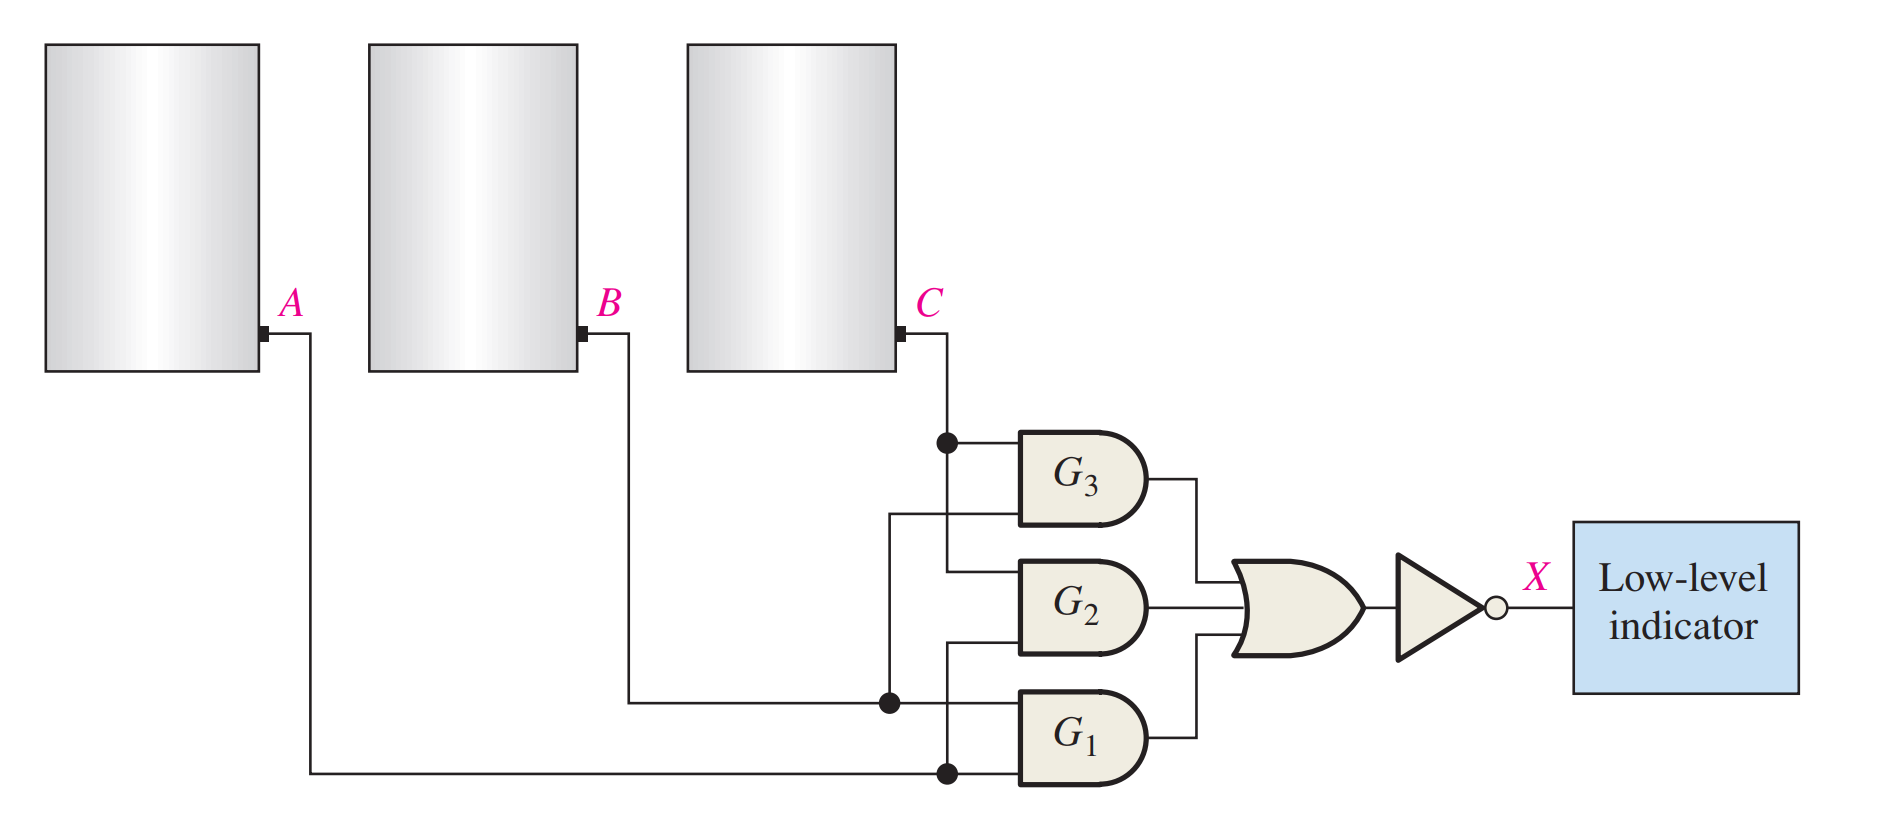 A
B
C
G3
G2
X
Low-level
indicator
G1